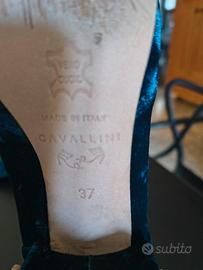 VERO
CUOIO
MADE IN ITALY
CAVALLINI
37
subito